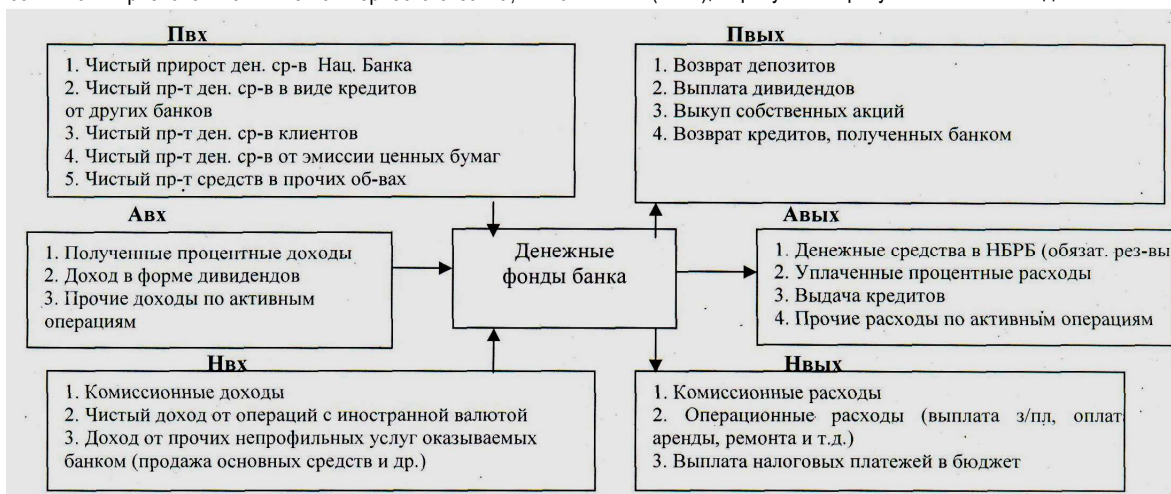 Пвх
1. Чистый прирост ден. ср-в Нац. Банка
2. Чистый пр-т ден. ср-в в виде кредитов
от других банков
3. Чистый пр-т ден. ср-в клиентов
4. Чистый пр-т ден. ср-в от эмиссии ценных бумаг
5. Чистый пр-т средств в прочих об-вах
Пвых
1. Возврат депозитов
2. Выплата дивидендов
3. Выкуп собственных акций
4. Возврат кредитов, полученных банком
Авх
1. Полученные процентные доходы
2. Доход в форме дивидендов
3. Прочие доходы по активным
операциям
Денежные
фонды банка
Авых
1. Денежные средства в НБРБ (обязат. рез-вы
2. Уплаченные процентные расходы
3. Выдача кредитов
4. Прочие расходы по активным операциям
Нвх
1. Комиссионные доходы
2. Чистый доход от операций с иностранной валютой
3. Доход от прочих непрофильных услуг оказываемых
банком (продажа основных средств и др.)
Нвых
1. Комиссионные расходы
2. Операционные расходы (выплата з/пл, оплат
аренды, ремонта и т.д.)
3. Выплата налоговых платежей в бюджет